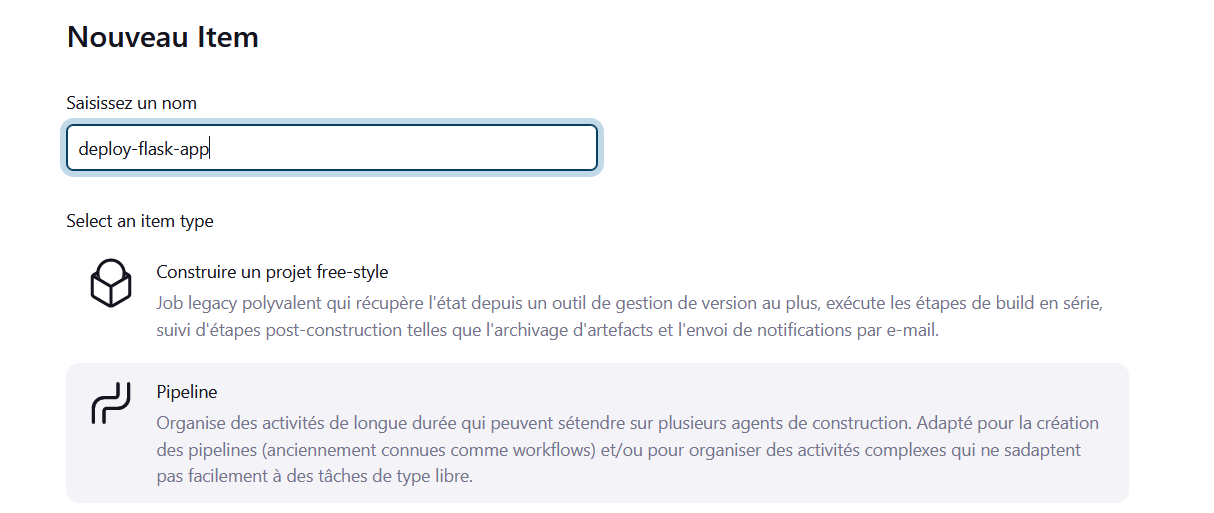 Nouveau Item
Saisissez un nom
deploy-flask-app
Select an item type
Construire un projet free-style
Job legacy polyvalent qui récupère l'état depuis un outil de gestion de version au plus, exécute les étapes de build en série,
suivi d'étapes post-construction telles que l'archivage d'artefacts et l'envoi de notifications par e-mail.
Pipeline
Organise des activités de longue durée qui peuvent sétendre sur plusieurs agents de construction. Adapté pour la création
des pipelines (anciennement connues comme workflows) et/ou pour organiser des activités complexes qui ne sadaptent
pas facilement à des tâches de type libre.